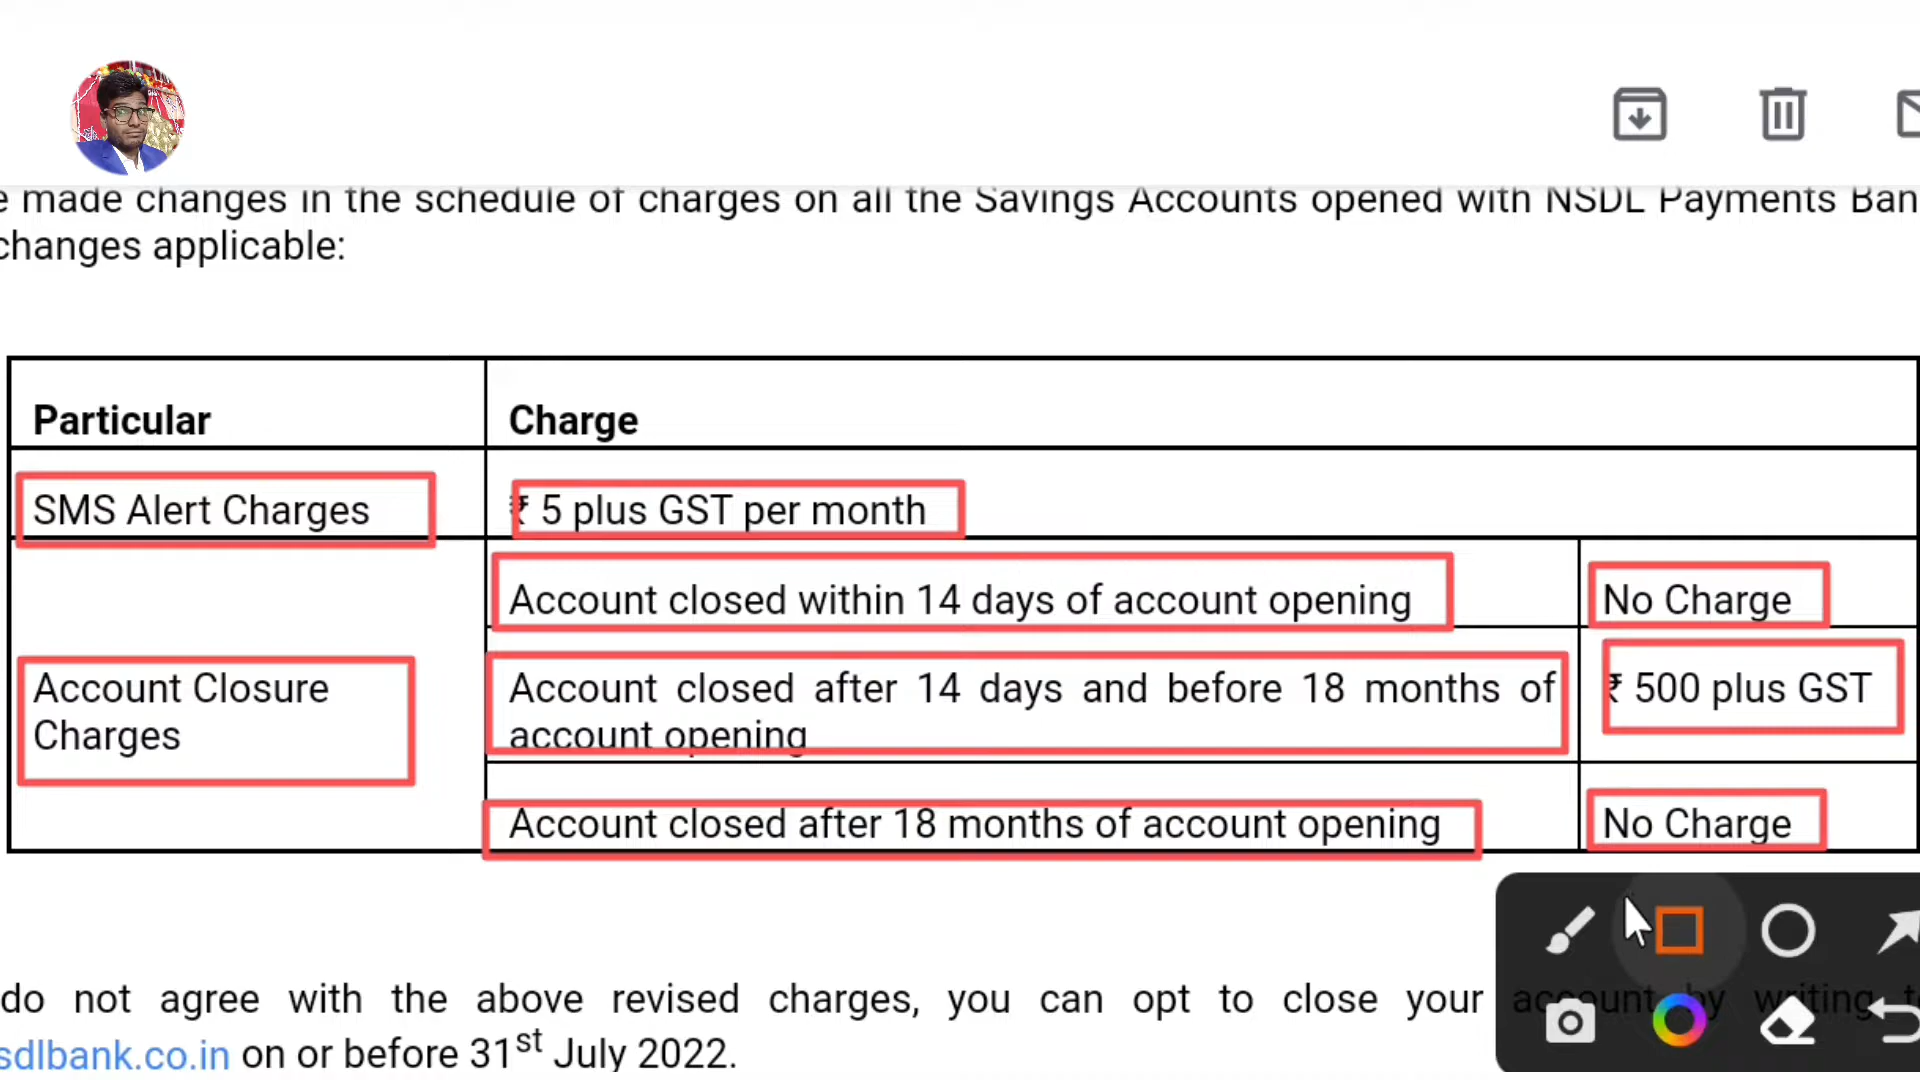 e made changes in the schedule of charges on all the Savings Accounts opened with NSDL Payments Ban
changes applicable:
Particular Charge
SMS Alert Charges ₹ 5 plus GST per month
Account closed within 14 days of account opening No Charge
Account Closure Account closed after 14 days and before 18 months of ₹ 500 plus GST
Charges account opening
Account closed after 18 months of account opening No Charge
do not agree with the above revised charges, you can opt to close your account by writing t
sdlbank.co.in on or before 31st July 2022.